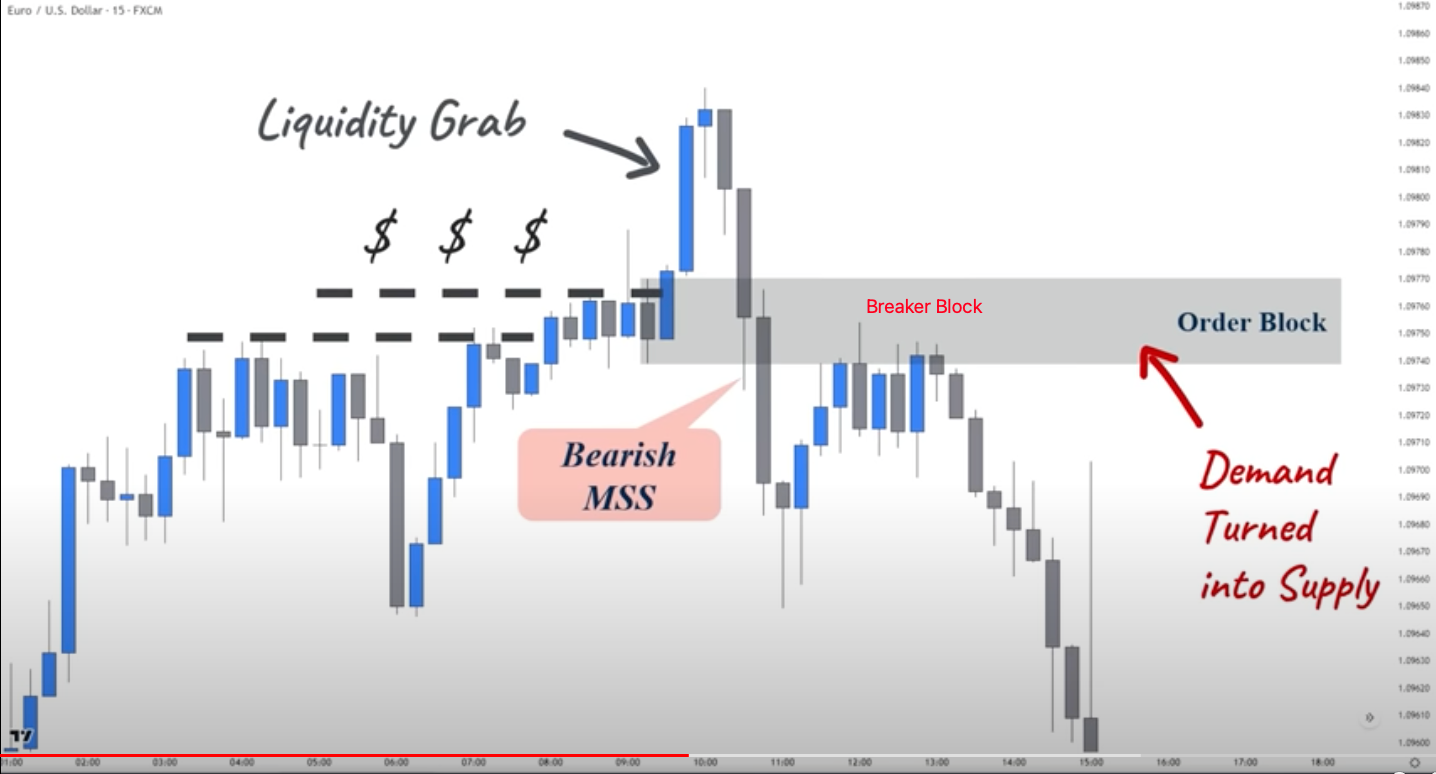 Euro / U.S. Dollar · 15 · FXCM
Liquidity Grab
$ $ $
Breaker Block
Order Block
Bearish
MSS
Demand
Turned
into Supply
1.09870
1.09860
1.09850
1.09840
1.09830
1.09820
1.09810
1.09800
1.09790
1.09780
1.09770
1.09760
1.09750
1.09740
1.09730
1.09720
1.09710
1.09700
1.09690
1.09680
1.09670
1.09660
1.09650
1.09640
1.09630
1.09620
1.09610
1.09600
01:00 02:00 03:00 04:00 05:00 06:00 07:00 08:00 09:00 10:00 11:00 12:00 13:00 14:00 15:00 16:00 17:00 18:00